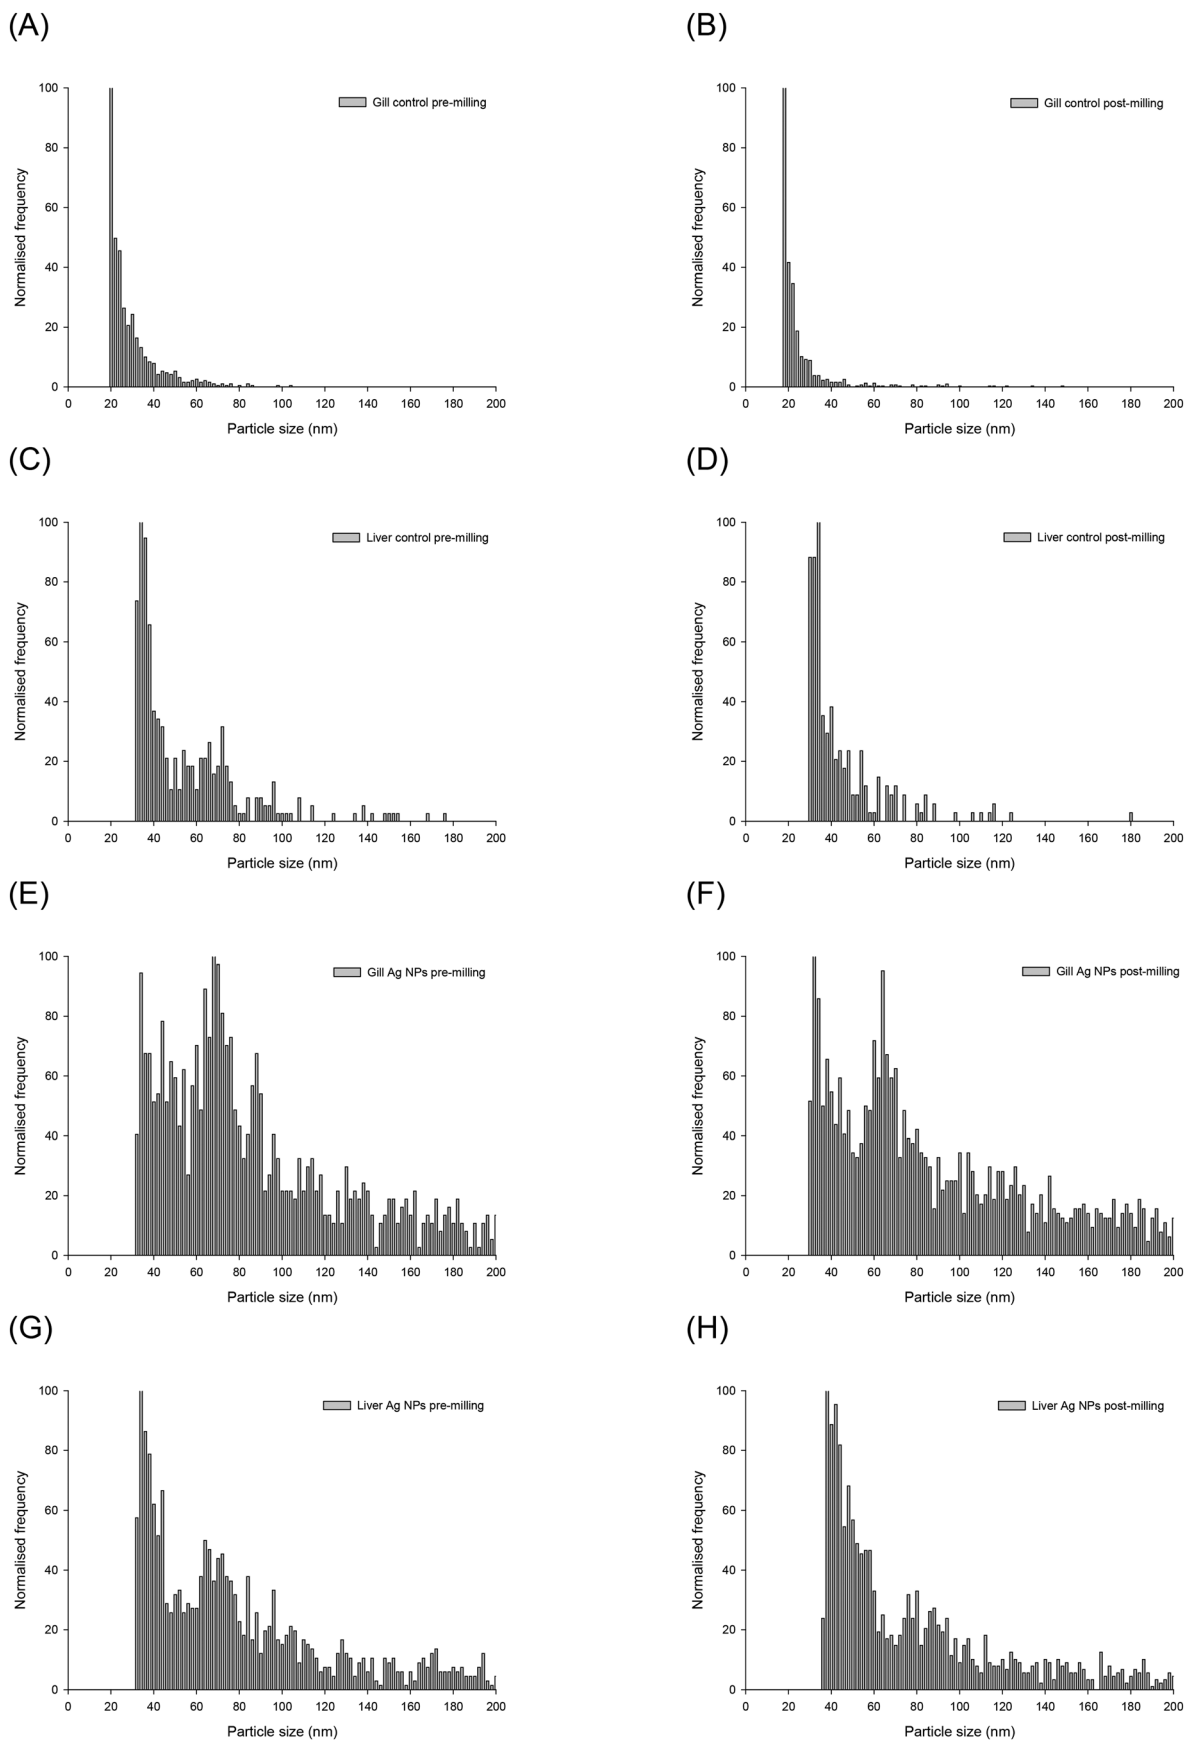 (A)
(B)
Gill control pre-milling
Normalised frequency
100
80
60
40
20
0
0 20 40 60 80 100 120 140 160 180 200
Particle size (nm)
Gill control post-milling
Normalised frequency
100
80
60
40
20
0
0 20 40 60 80 100 120 140 160 180 200
Particle size (nm)
(C)
(D)
Liver control pre-milling
Normalised frequency
100
80
60
40
20
0
0 20 40 60 80 100 120 140 160 180 200
Particle size (nm)
Liver control post-milling
Normalised frequency
100
80
60
40
20
0
0 20 40 60 80 100 120 140 160 180 200
Particle size (nm)
(E)
(F)
Gill Ag NPs pre-milling
Normalised frequency
100
80
60
40
20
0
0 20 40 60 80 100 120 140 160 180 200
Particle size (nm)
Gill Ag NPs post-milling
Normalised frequency
100
80
60
40
20
0
0 20 40 60 80 100 120 140 160 180 200
Particle size (nm)
(G)
(H)
Liver Ag NPs pre-milling
Normalised frequency
100
80
60
40
20
0
0 20 40 60 80 100 120 140 160 180 200
Particle size (nm)
Liver Ag NPs post-milling
Normalised frequency
100
80
60
40
20
0
0 20 40 60 80 100 120 140 160 180 200
Particle size (nm)